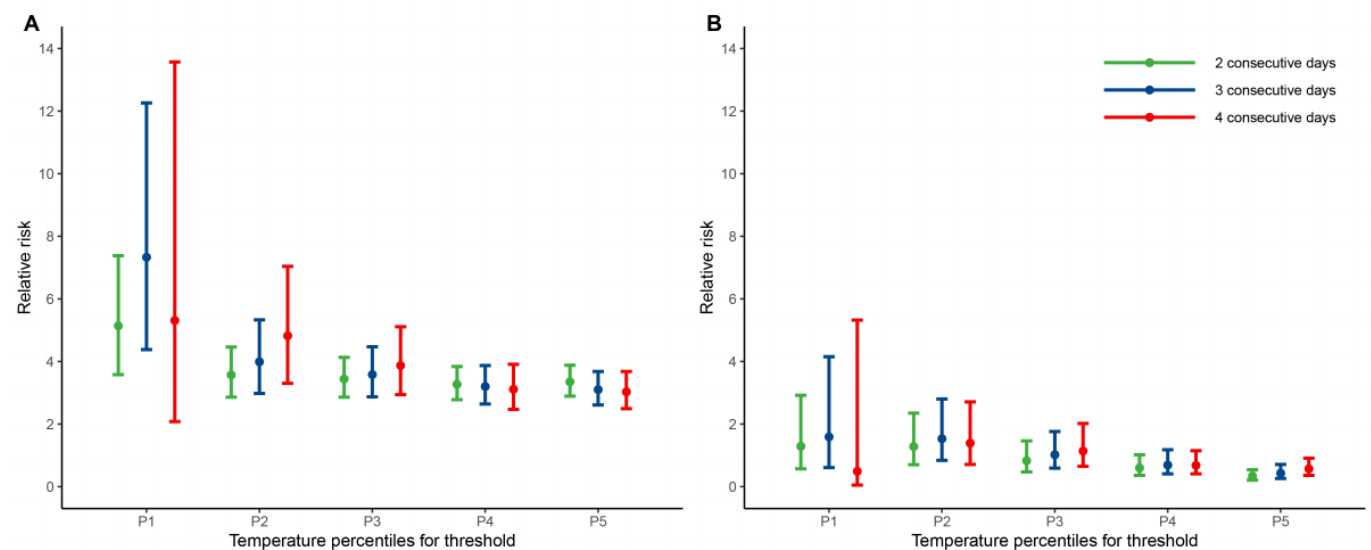 A
14
12
10
8
6
4
2
0
Relative risk
P1 P2 P3 P4 P5
Temperature percentiles for threshold
B
14
12
10
8
6
4
2
0
Relative risk
2 consecutive days
3 consecutive days
4 consecutive days
P1 P2 P3 P4 P5
Temperature percentiles for threshold